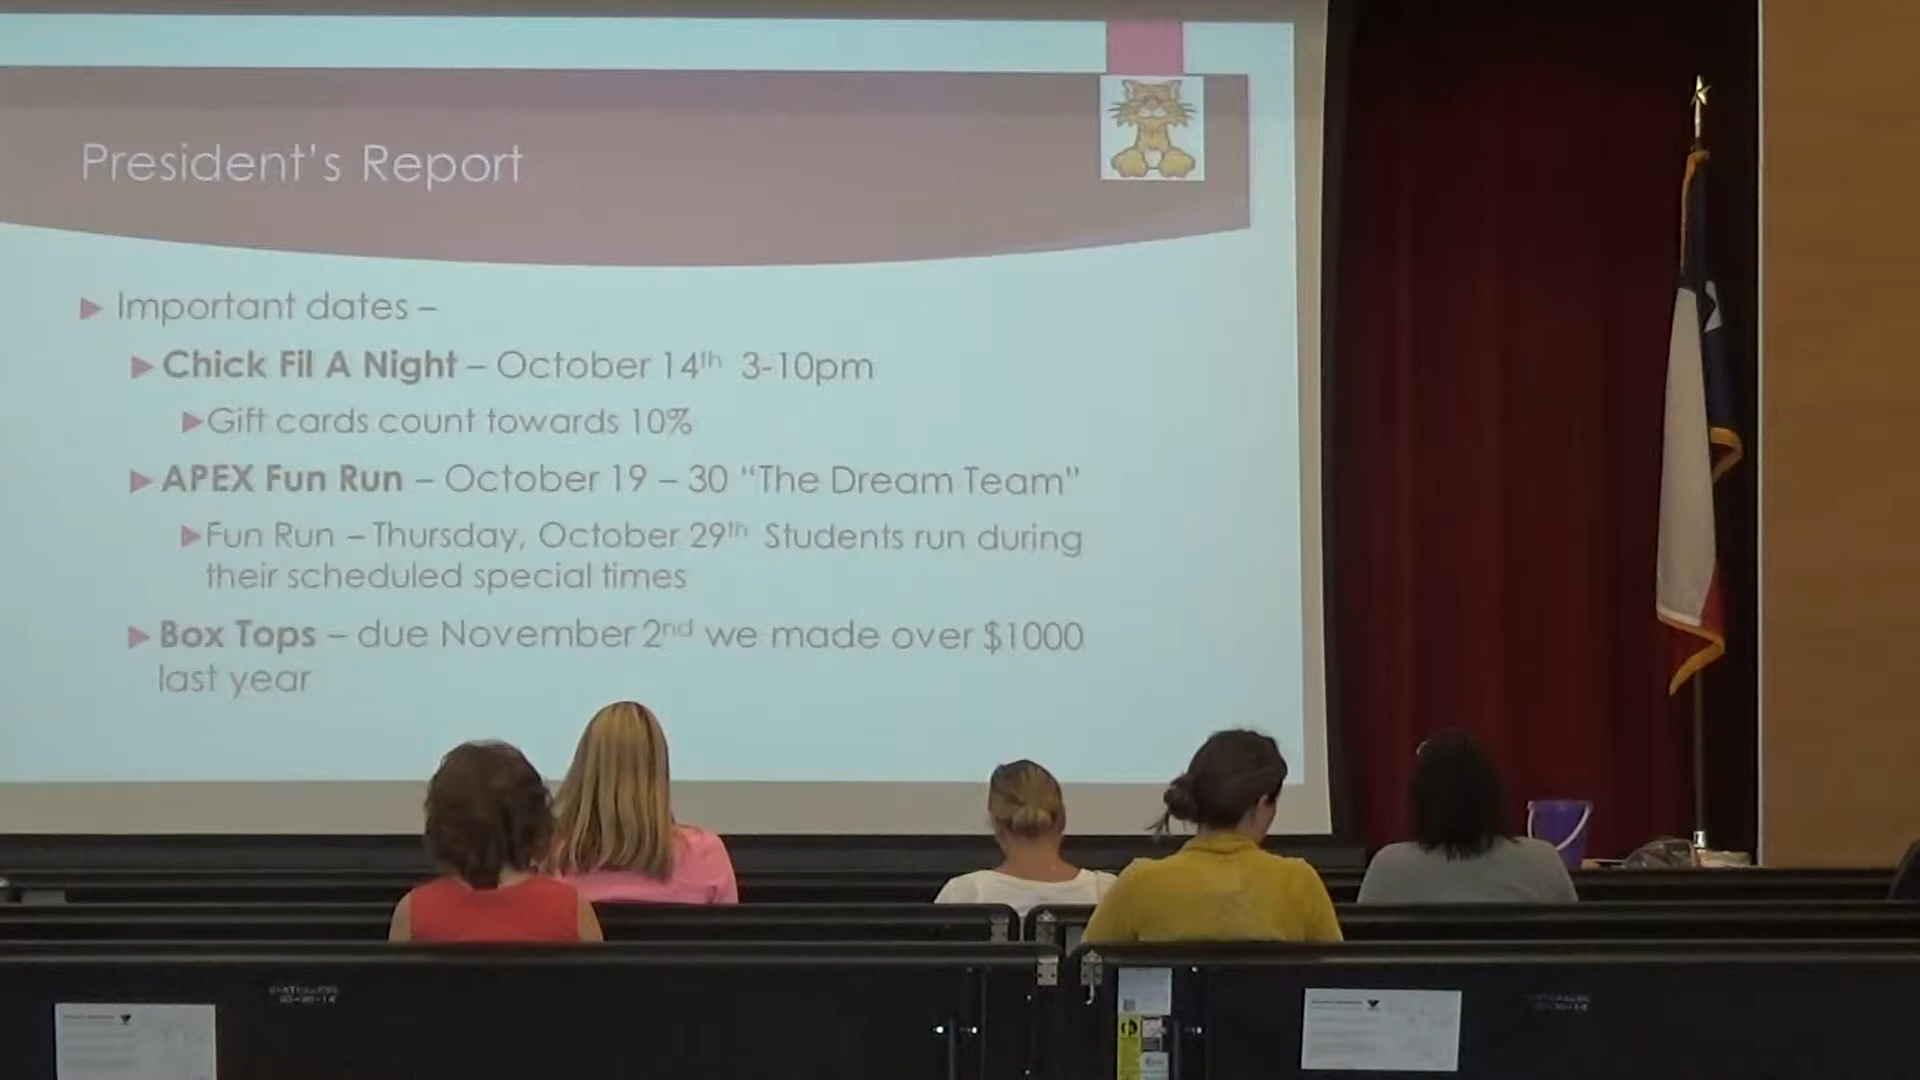 President's Report
Important dates –
Chick Fil A Night – October 14th 3-10pm
Gift cards count towards 10%
APEX Fun Run – October 19 – 30 "The Dream Team"
Fun Run – Thursday, October 29th Students run during
their scheduled special times
Box Tops – due November 2nd we made over $1000
last year